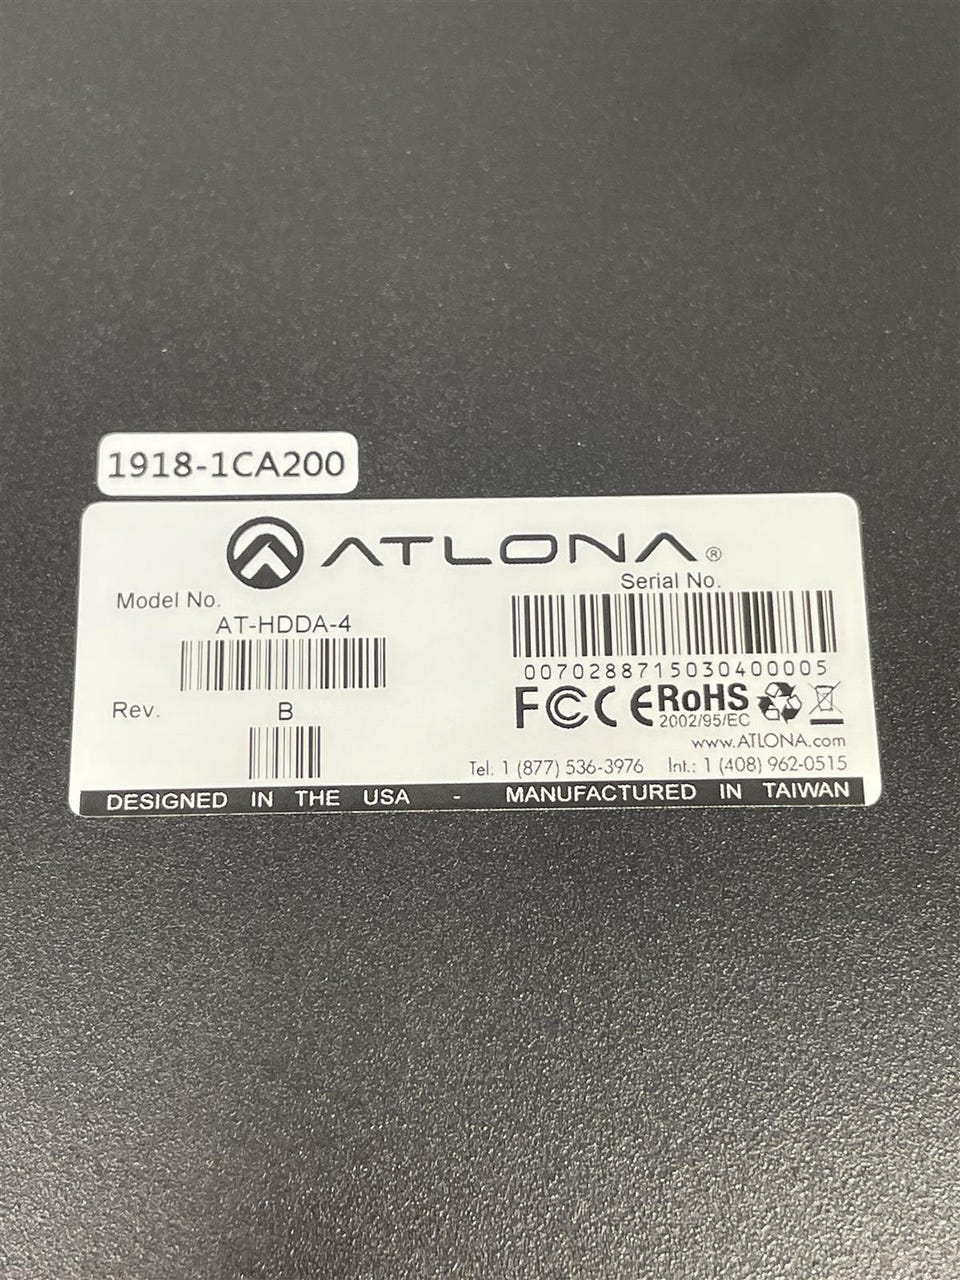 1918-1CA200
ATLONA®
Model No.
AT-HDDA-4
Serial No.
0070288715030400005
Rev.
B
FC CE RoHS
2002/95/EC
www.ATLONA.com
Tel: 1 (877) 536-3976 Int.: 1 (408) 962-0515
DESIGNED IN THE USA - MANUFACTURED IN TAIWAN